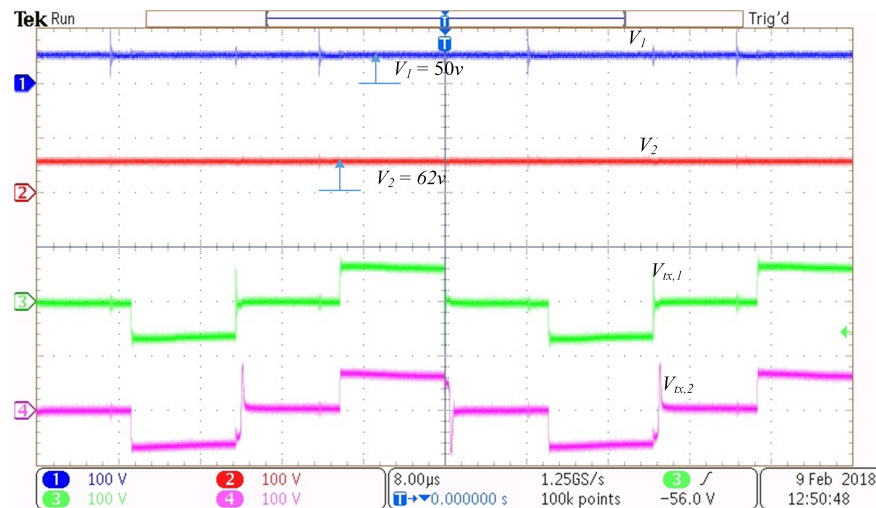 Tek Run
T
Trig'd
T
V₁
1
V₁ = 50v
V₂
2
V₂ = 62v
3
Vtx,1
4
Vtx,2
1 100 V 2 100 V 8.00µs 1.25GS/s 3 9 Feb 2018
3 100 V 4 100 V T 0.000000 s 100k points -56.0 V 12:50:48